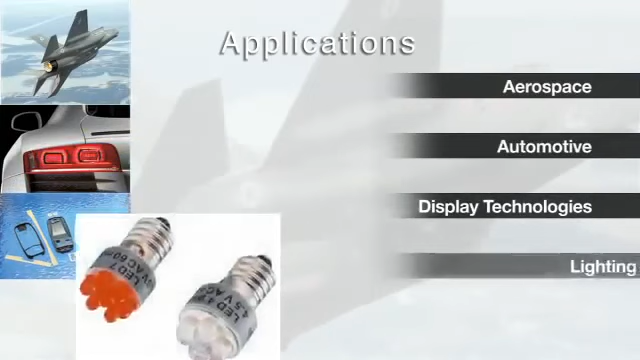 Applications
Aerospace
Automotive
Display Technologies
Lighting